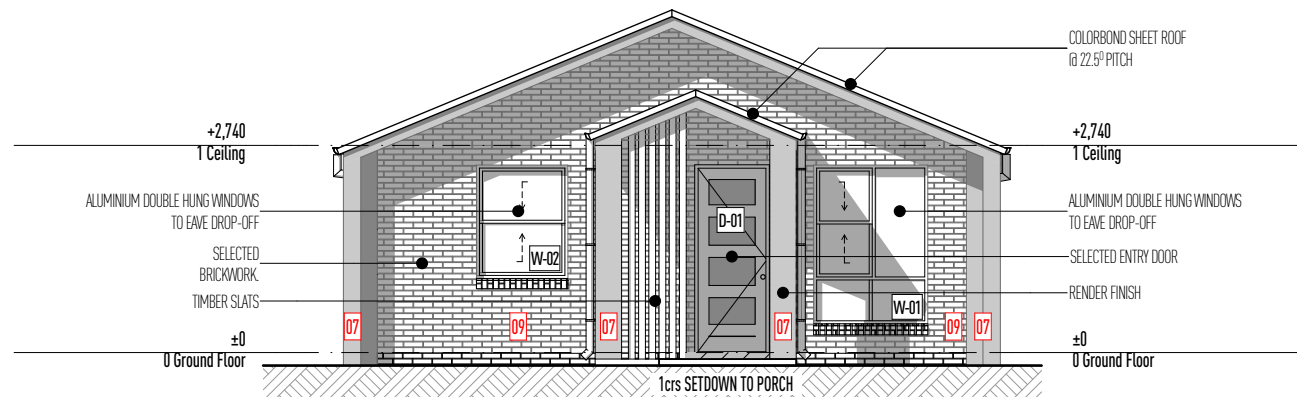 COLORBOND SHEET ROOF
@ 22.5⁰ PITCH
+2,740
1 Ceiling
+2,740
1 Ceiling
ALUMINIUM DOUBLE HUNG WINDOWS
TO EAVE DROP-OFF
ALUMINIUM DOUBLE HUNG WINDOWS
TO EAVE DROP-OFF
D-01
SELECTED
BRICKWORK.
W-02
SELECTED ENTRY DOOR
TIMBER SLATS
RENDER FINISH
W-01
07
09
07
07
09
07
±0
0 Ground Floor
±0
0 Ground Floor
1crs SETDOWN TO PORCH